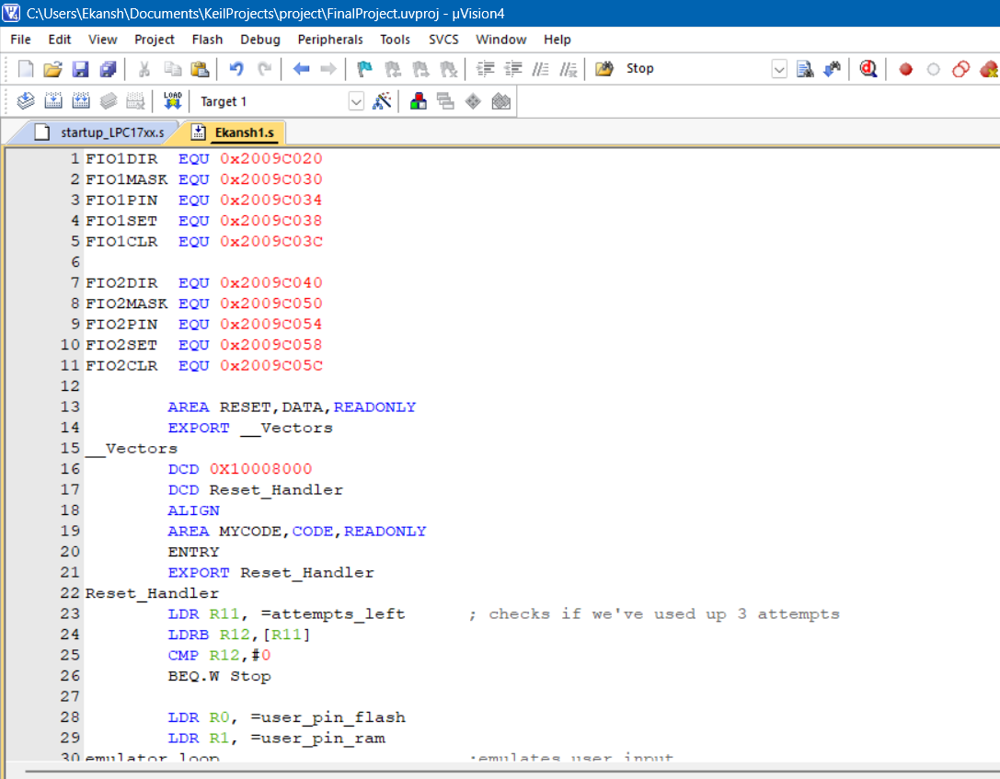 C:\Users\Ekansh\Documents\KeilProjects\project\FinalProject.uvproj - µVision4
File Edit View Project Flash Debug Peripherals Tools SVCS Window Help
Stop
LOAD Target 1
startup_LPC17xx.s Ekansh1.s
1 FIO1DIR EQU 0x2009C020
2 FIO1MASK EQU 0x2009C030
3 FIO1PIN EQU 0x2009C034
4 FIO1SET EQU 0x2009C038
5 FIO1CLR EQU 0x2009C03C
6
7 FIO2DIR EQU 0x2009C040
8 FIO2MASK EQU 0x2009C050
9 FIO2PIN EQU 0x2009C054
10 FIO2SET EQU 0x2009C058
11 FIO2CLR EQU 0x2009C05C
12
13 AREA RESET,DATA,READONLY
14 EXPORT __Vectors
15 __Vectors
16 DCD 0X10008000
17 DCD Reset_Handler
18 ALIGN
19 AREA MYCODE,CODE,READONLY
20 ENTRY
21 EXPORT Reset_Handler
22 Reset_Handler
23 LDR R11, =attempts_left ; checks if we've used up 3 attempts
24 LDRB R12,[R11]
25 CMP R12,#0
26 BEQ.W Stop
27
28 LDR R0, =user_pin_flash
29 LDR R1, =user_pin_ram
30 emulator_loop ;emulates user input